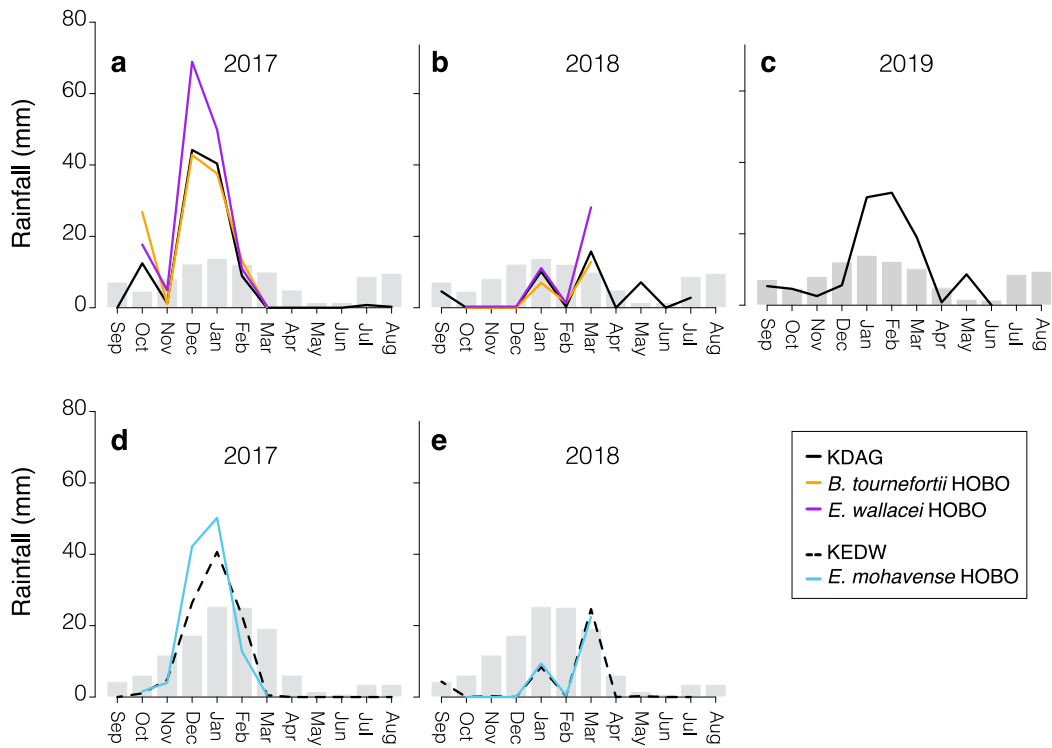 80
60
40
20
0
Rainfall (mm)
a 2017
b 2018
c 2019
Sep Oct Nov Dec Jan Feb Mar Apr May Jun Jul Aug
Sep Oct Nov Dec Jan Feb Mar Apr May Jun Jul Aug
Sep Oct Nov Dec Jan Feb Mar Apr May Jun Jul Aug
80
60
40
20
0
Rainfall (mm)
d 2017
e 2018
Sep Oct Nov Dec Jan Feb Mar Apr May Jun Jul Aug
Sep Oct Nov Dec Jan Feb Mar Apr May Jun Jul Aug
KDAG
B. tournefortii HOBO
E. wallacei HOBO
KEDW
E. mohavense HOBO